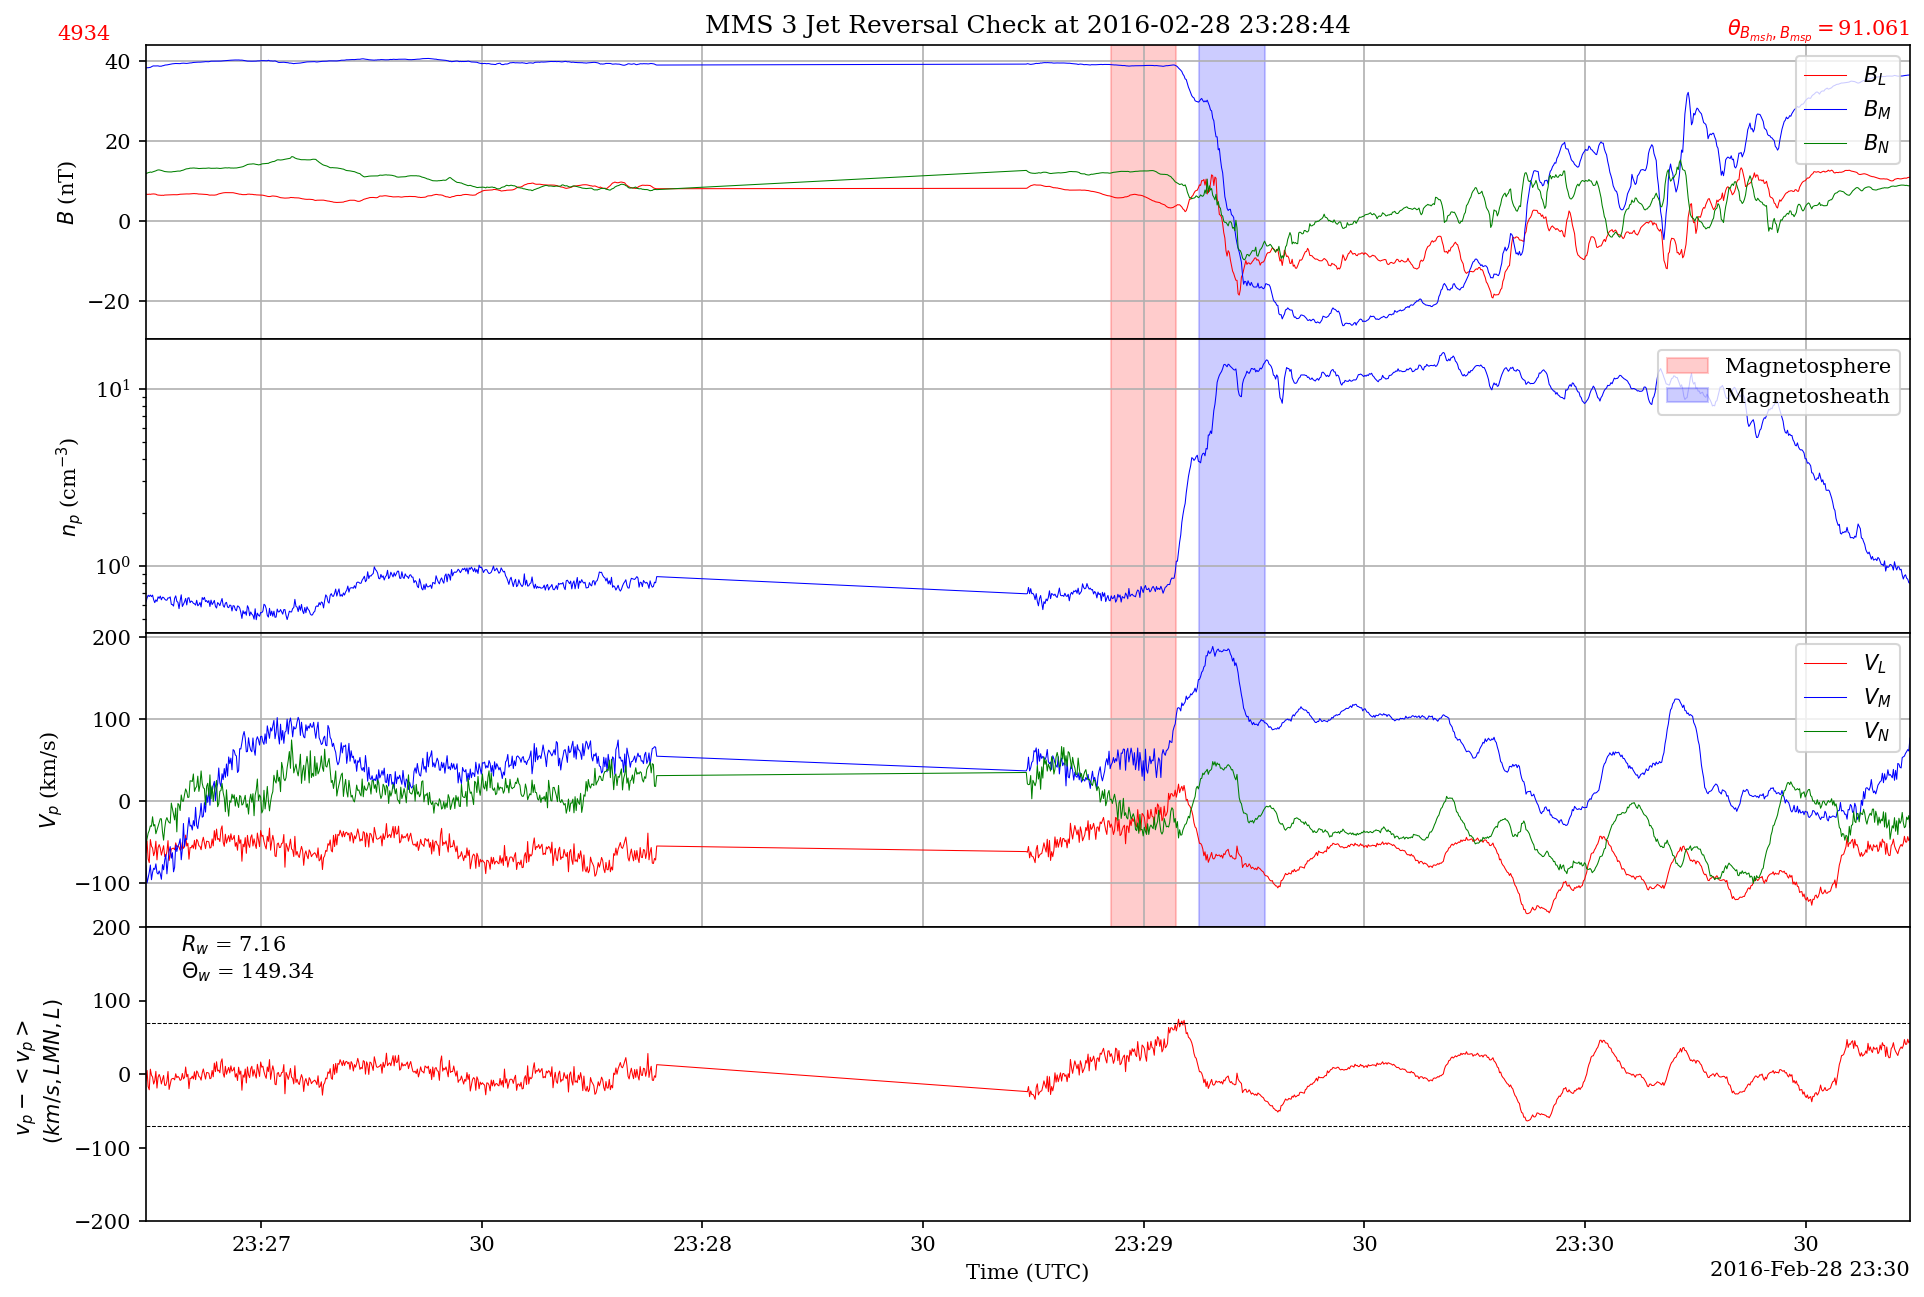 MMS 3 Jet Reversal Check at 2016-02-28 23:28:44
4934
θ_{B_{msh}, B_{msp}} = 91.061
40
20
0
−20
B (nT)
B_L
B_M
B_N
10^1
10^0
n_p (cm^{−3})
Magnetosphere
Magnetosheath
200
100
0
−100
V_p (km/s)
V_L
V_M
V_N
200
100
0
−100
−200
v_p − < v_p >
(km/s, LMN, L)
R_w = 7.16
Θ_w = 149.34
23:27
30
23:28
30
23:29
30
23:30
30
Time (UTC)
2016-Feb-28 23:30